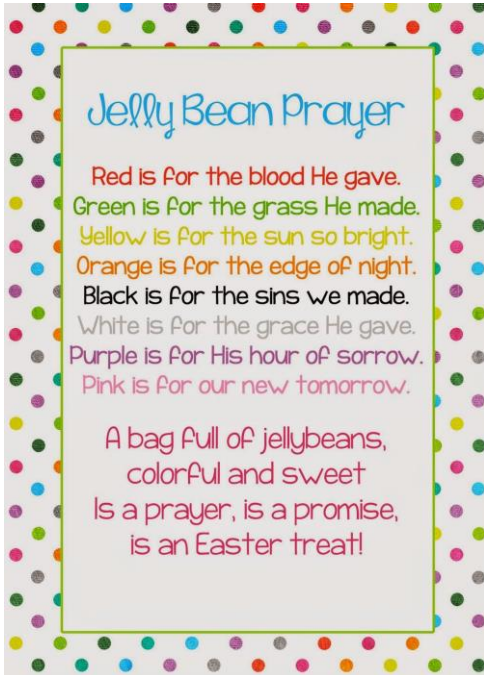 Jelly Bean Prayer
Red is for the blood He gave.
Green is for the grass He made.
Yellow is for the sun so bright.
Orange is for the edge of night.
Black is for the sins we made.
White is for the grace He gave.
Purple is for His hour of sorrow.
Pink is for our new tomorrow.
A bag full of jellybeans,
colorful and sweet
Is a prayer, is a promise,
is an Easter treat!